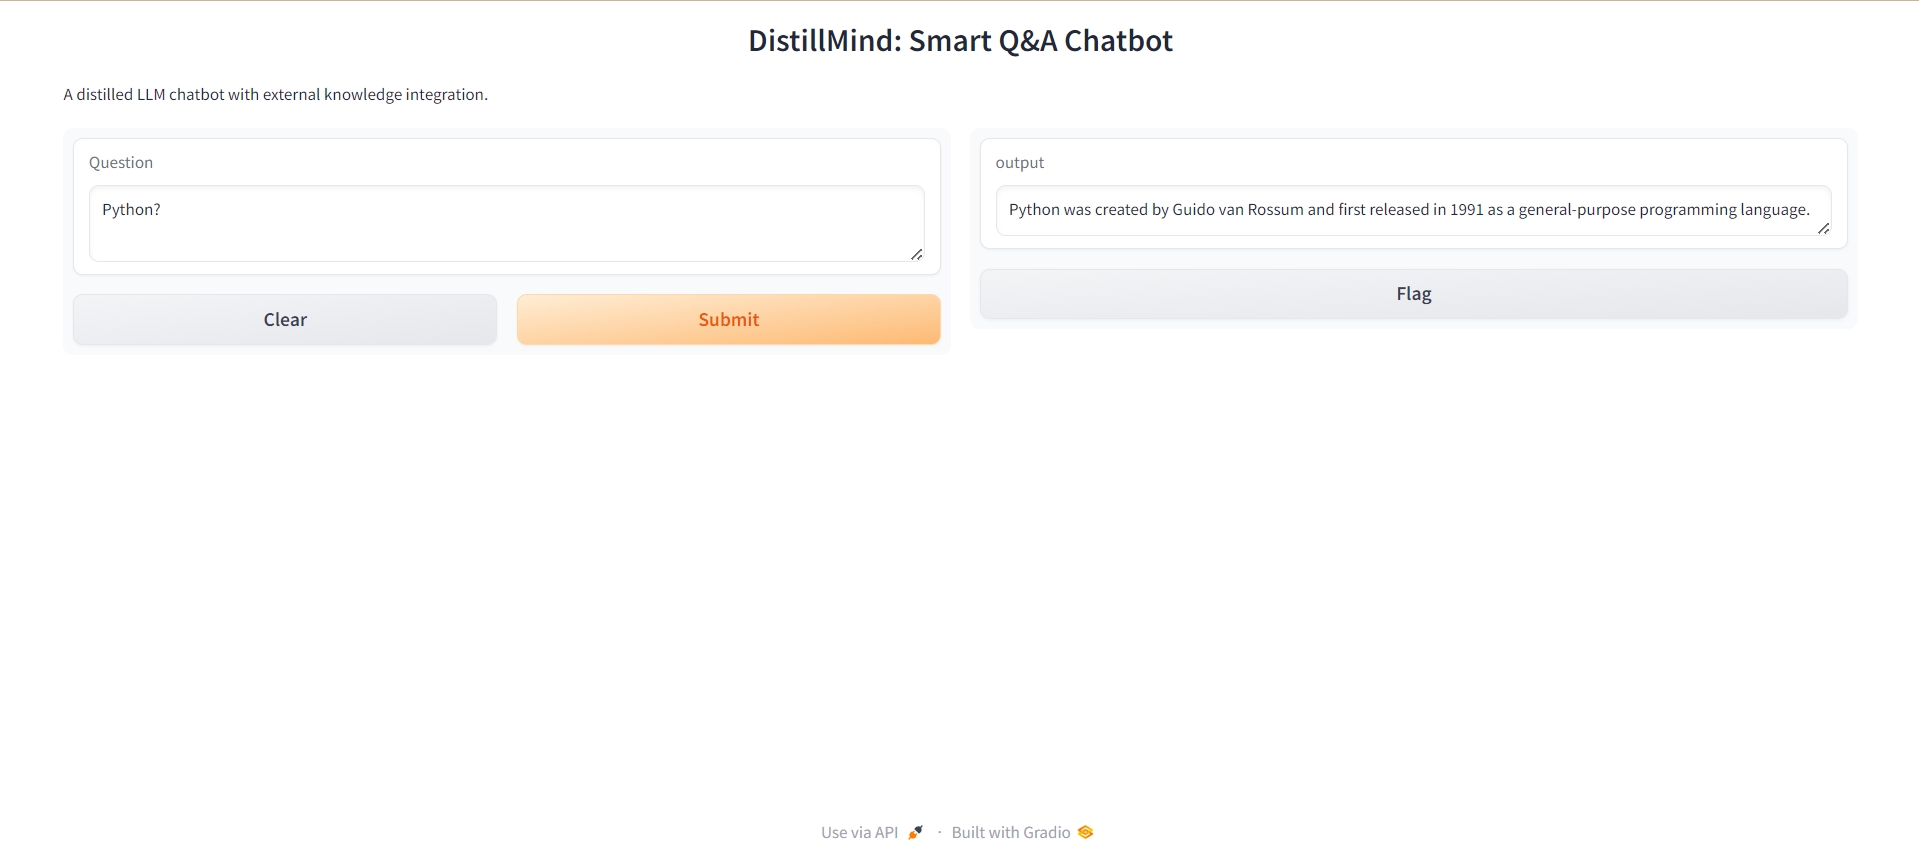 DistillMind: Smart Q&A Chatbot
A distilled LLM chatbot with external knowledge integration.
Question
Python?
Clear
Submit
output
Python was created by Guido van Rossum and first released in 1991 as a general-purpose programming language.
Flag
Use via API · Built with Gradio